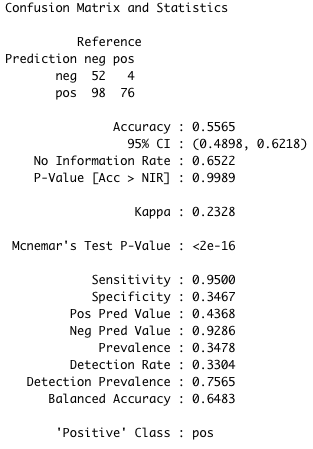 Confusion Matrix and Statistics
Reference
Prediction neg pos
neg 52 4
pos 98 76
Accuracy : 0.5565
95% CI : (0.4898, 0.6218)
No Information Rate : 0.6522
P-Value [Acc > NIR] : 0.9989
Kappa : 0.2328
Mcnemar's Test P-Value : <2e-16
Sensitivity : 0.9500
Specificity : 0.3467
Pos Pred Value : 0.4368
Neg Pred Value : 0.9286
Prevalence : 0.3478
Detection Rate : 0.3304
Detection Prevalence : 0.7565
Balanced Accuracy : 0.6483
'Positive' Class : pos